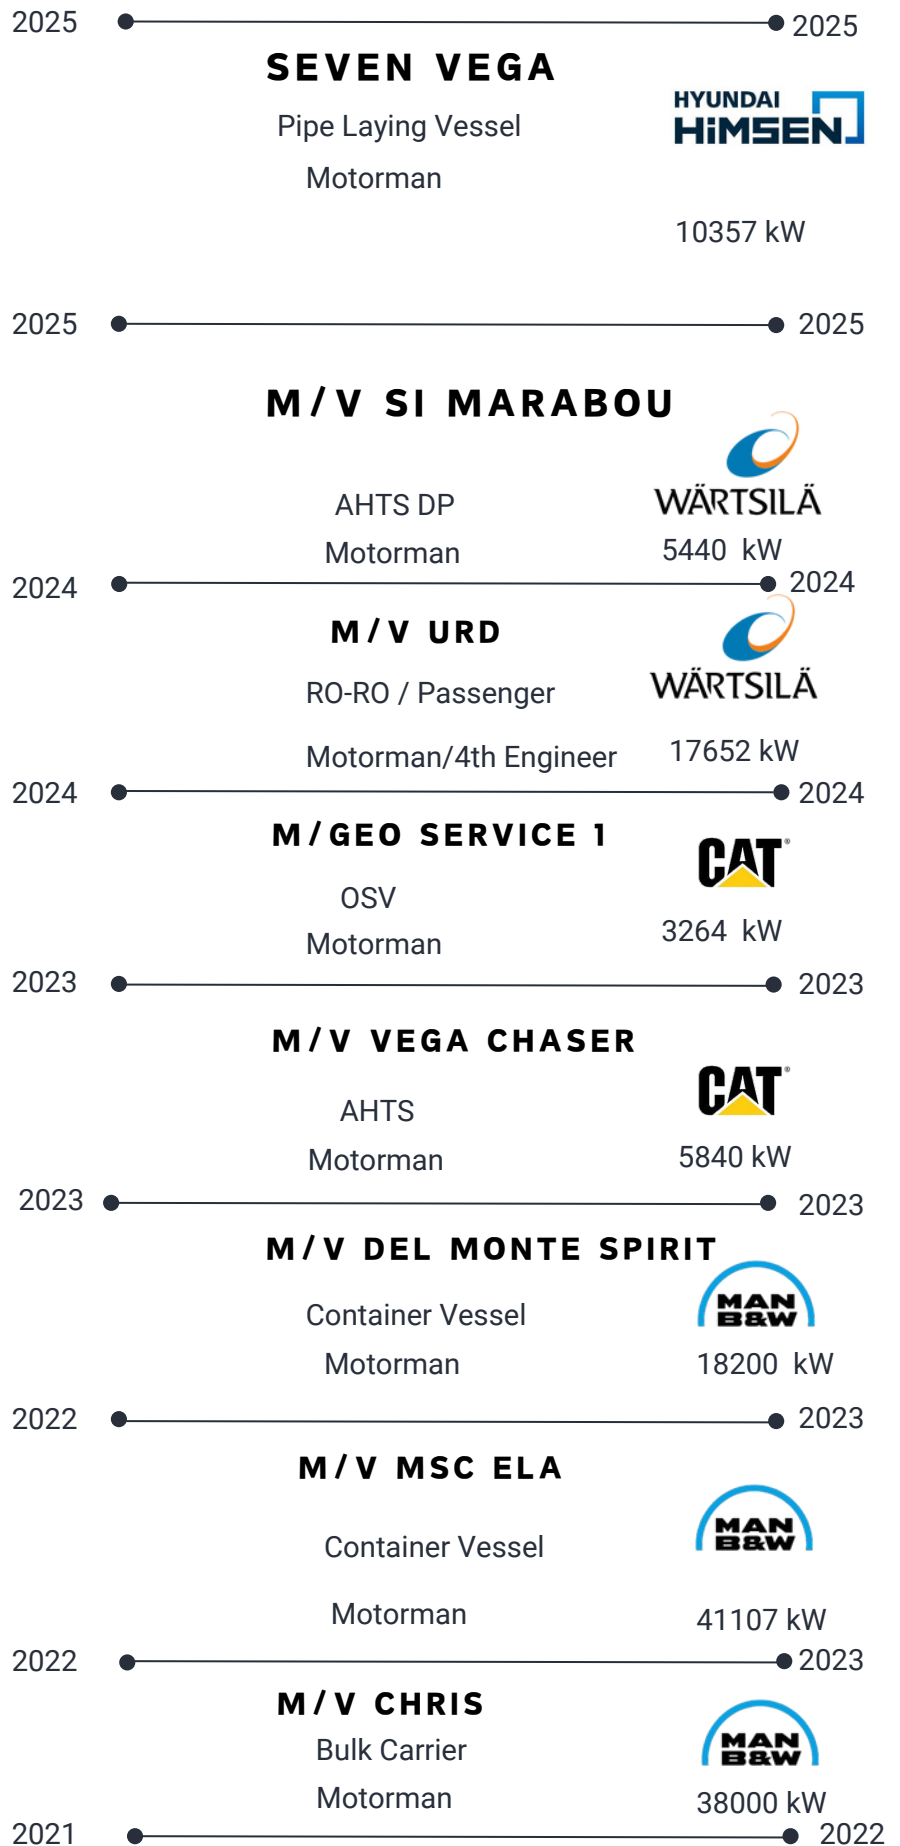 2025 2025
SEVEN VEGA
HYUNDAI
HiMSEN
Pipe Laying Vessel
Motorman
10357 kW
2025 2025
M/V SI MARABOU
WÄRTSILÄ
AHTS DP
Motorman
5440 kW
2024 2024
M/V URD
WÄRTSILÄ
RO-RO / Passenger
Motorman/4th Engineer
17652 kW
2024 2024
M/GEO SERVICE 1
CAT®
OSV
Motorman
3264 kW
2023 2023
M/V VEGA CHASER
CAT®
AHTS
Motorman
5840 kW
2023 2023
M/V DEL MONTE SPIRIT
MAN
B&W
Container Vessel
Motorman
18200 kW
2022 2023
M/V MSC ELA
MAN
B&W
Container Vessel
Motorman
41107 kW
2022 2023
M/V CHRIS
MAN
B&W
Bulk Carrier
Motorman
38000 kW
2021 2022